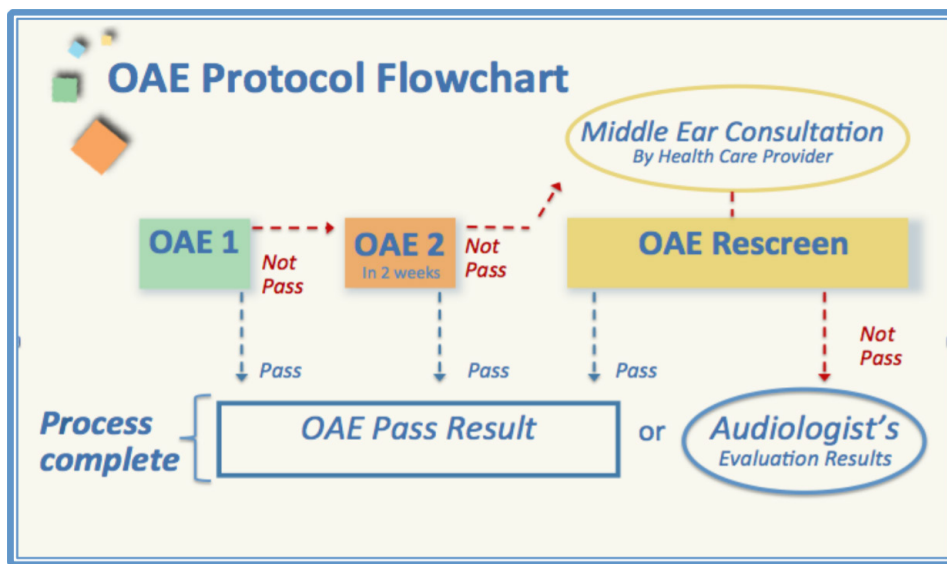 OAE Protocol Flowchart
Middle Ear Consultation
By Health Care Provider
OAE 1
Not
Pass
OAE 2
In 2 weeks
Not
Pass
OAE Rescreen
Not
Pass
Pass
Pass
Pass
Process
complete
OAE Pass Result
or
Audiologist's
Evaluation Results